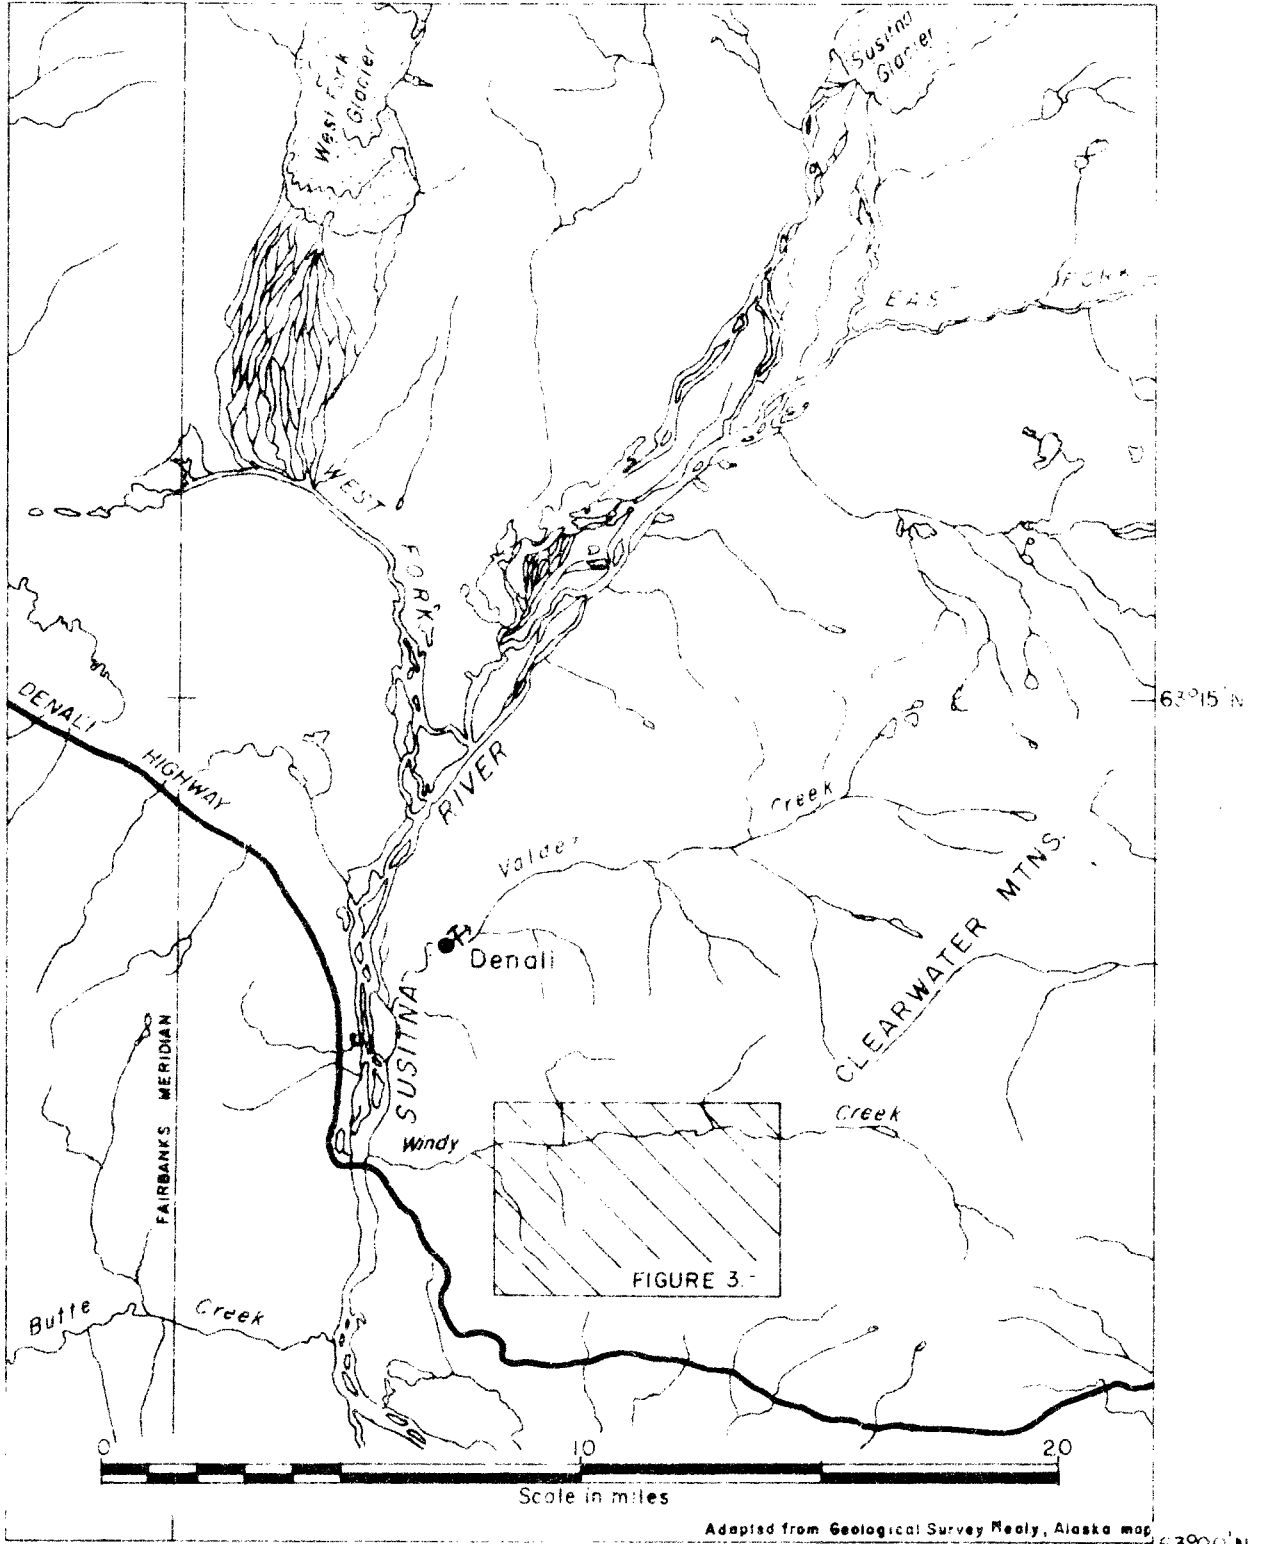 Susitna
Glacier
West Fork
Glacier
EAST FORK
WEST
FORK
63°15'N
DENALI
HIGHWAY
RIVER
Creek
Valdez
CLEARWATER MTNS.
Denali
SUSITNA
FAIRBANKS MERIDIAN
Creek
Windy
FIGURE 3.
Butte Creek
0 10 20
Scale in miles
Adapted from Geological Survey Healy, Alaska map
63°00'N